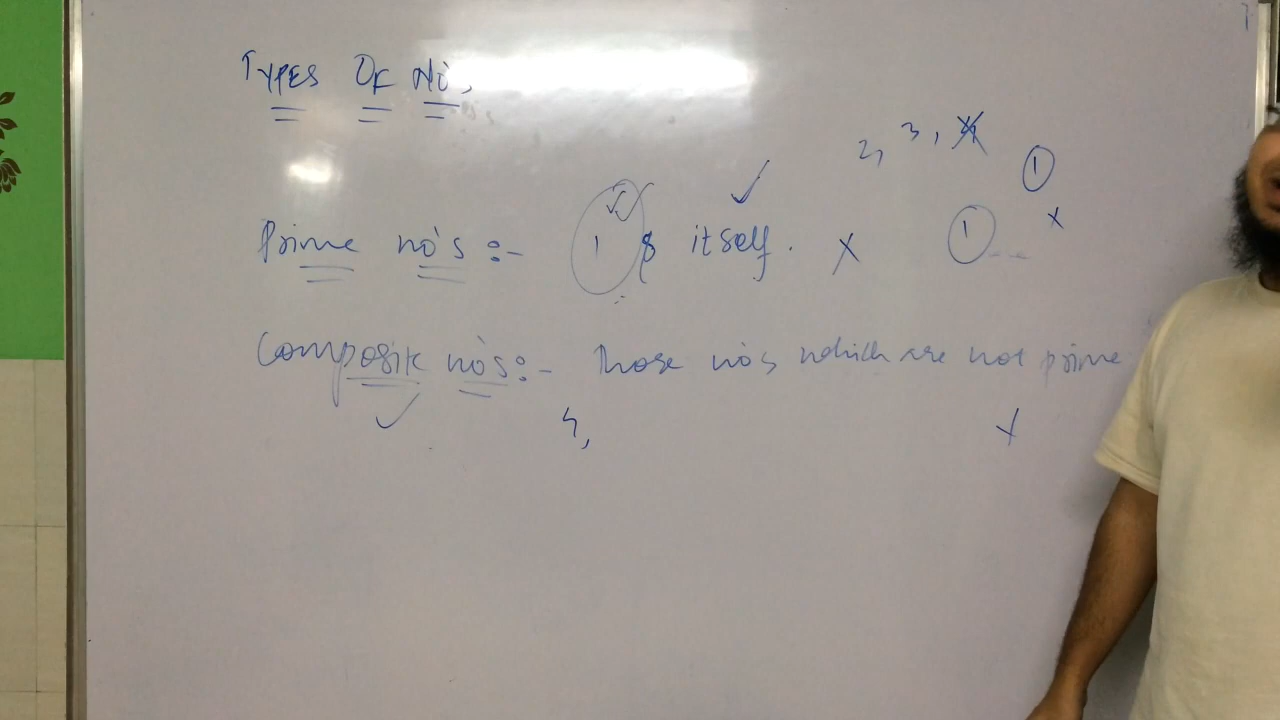 TYPES OF NO's
2, 3, 4
1
Prime no's :- 1 & itself. X 1 x
Composite no's :- Those no's which are not prime
4,